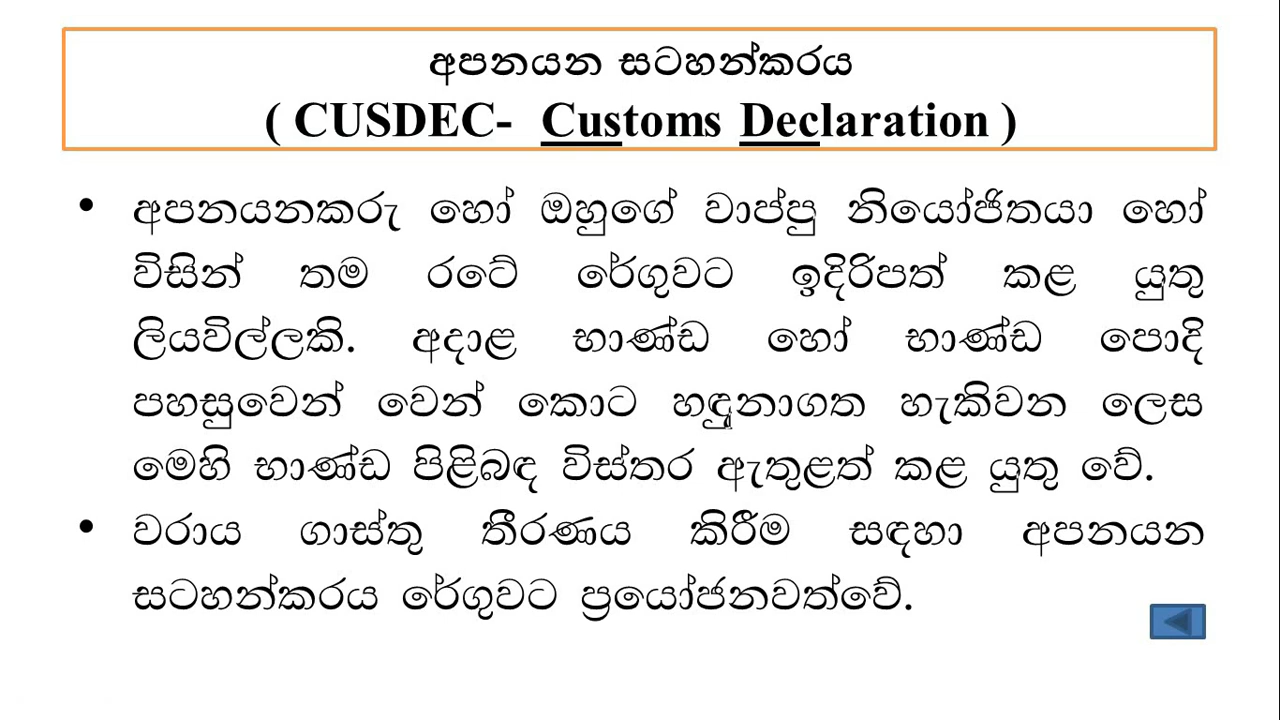 අපනයන සටහන්කරය
( CUSDEC- Customs Declaration )
• අපනයනකරු හෝ ඔහුගේ වාප්පු නියෝජිතයා හෝ
විසින් තම රටේ රේගුවට ඉදිරිපත් කළ යුතු
ලියවිල්ලකි. අදාළ භාණ්ඩ හෝ භාණ්ඩ පොදි
පහසුවෙන් වෙන් කොට හඳුනාගත හැකිවන ලෙස
මෙහි භාණ්ඩ පිළිබඳ විස්තර ඇතුළත් කළ යුතු වේ.
• වරාය ගාස්තු තීරණය කිරීම සඳහා අපනයන
සටහන්කරය රේගුවට ප්‍රයෝජනවත්වේ.